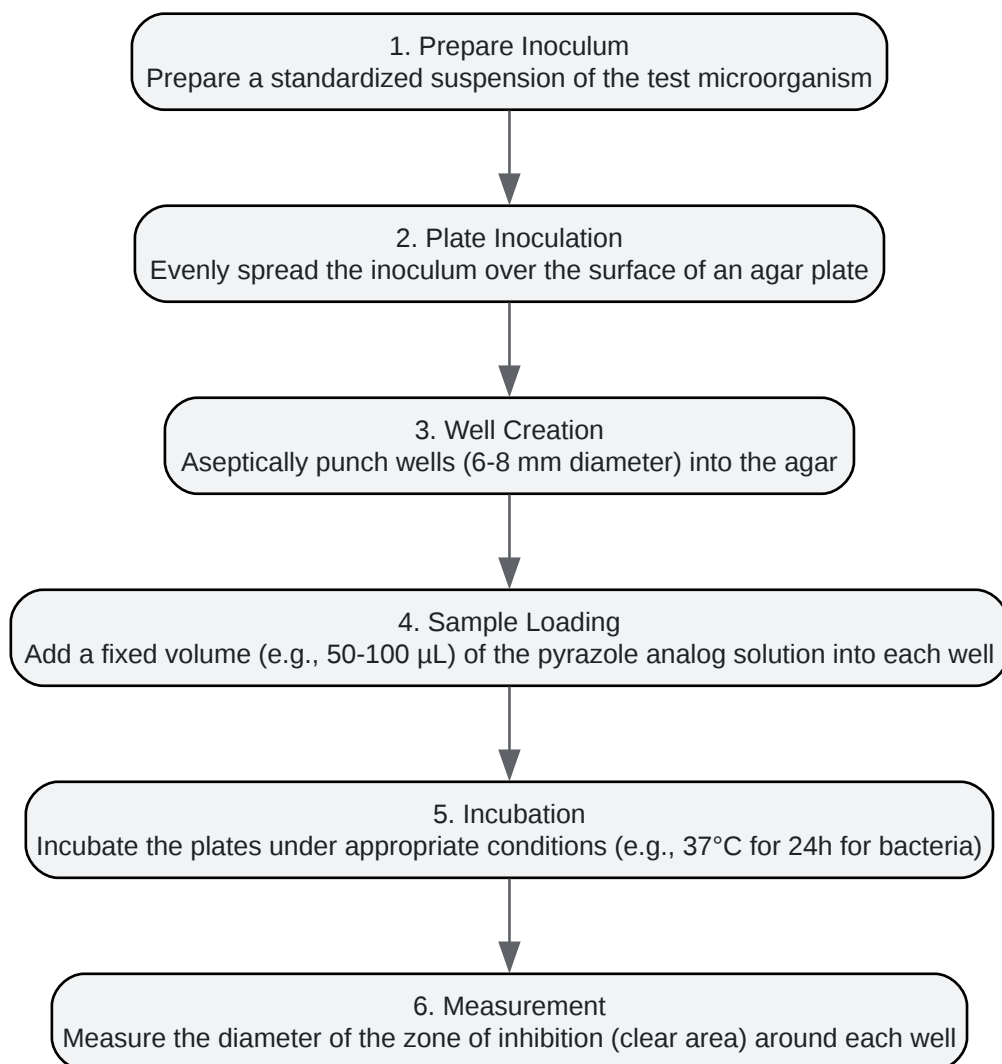 1. Prepare Inoculum
Prepare a standardized suspension of the test microorganism
2. Plate Inoculation
Evenly spread the inoculum over the surface of an agar plate
3. Well Creation
Aseptically punch wells (6-8 mm diameter) into the agar
4. Sample Loading
Add a fixed volume (e.g., 50-100 µL) of the pyrazole analog solution into each well
5. Incubation
Incubate the plates under appropriate conditions (e.g., 37°C for 24h for bacteria)
6. Measurement
Measure the diameter of the zone of inhibition (clear area) around each well